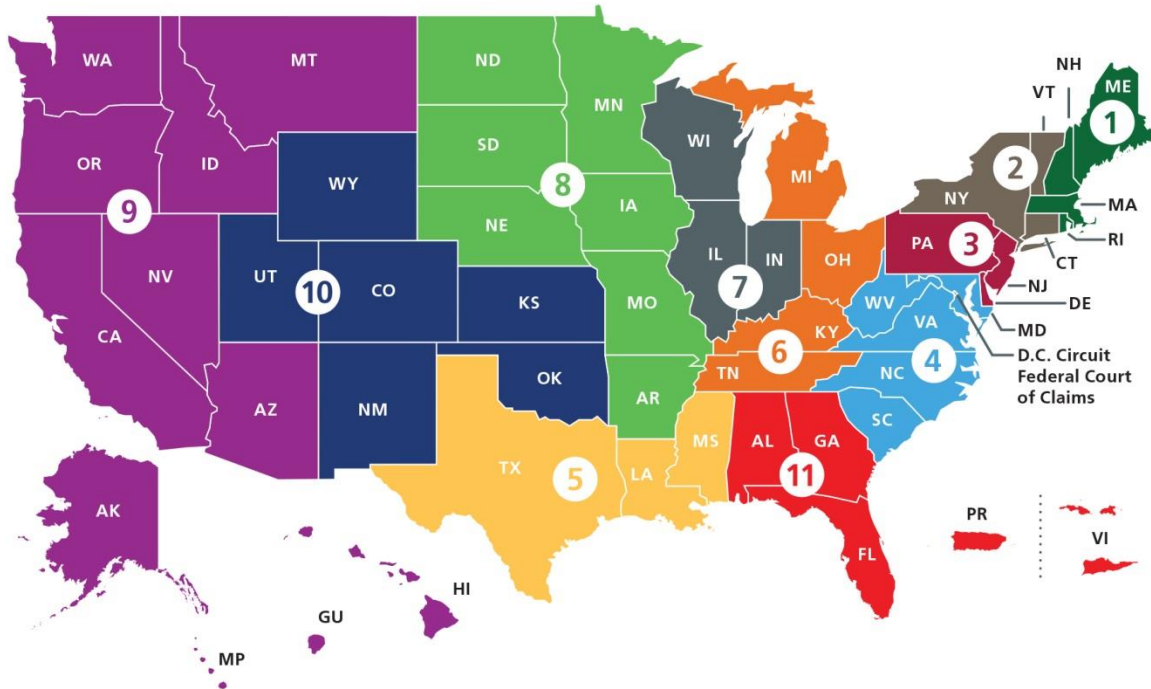 WA
MT
ND
MN
OR
ID
SD
WI
MI
NH
VT
ME
1
2
NY
MA
RI
CT
9
WY
8
IA
NE
PA
3
NJ
DE
MD
D.C. Circuit
Federal Court
of Claims
NV
UT
10
CO
KS
MO
IL
IN
7
OH
WV
VA
4
KY
6
CA
AZ
NM
OK
AR
TN
NC
SC
TX
5
LA
MS
AL
GA
11
FL
AK
HI
GU
MP
PR
VI